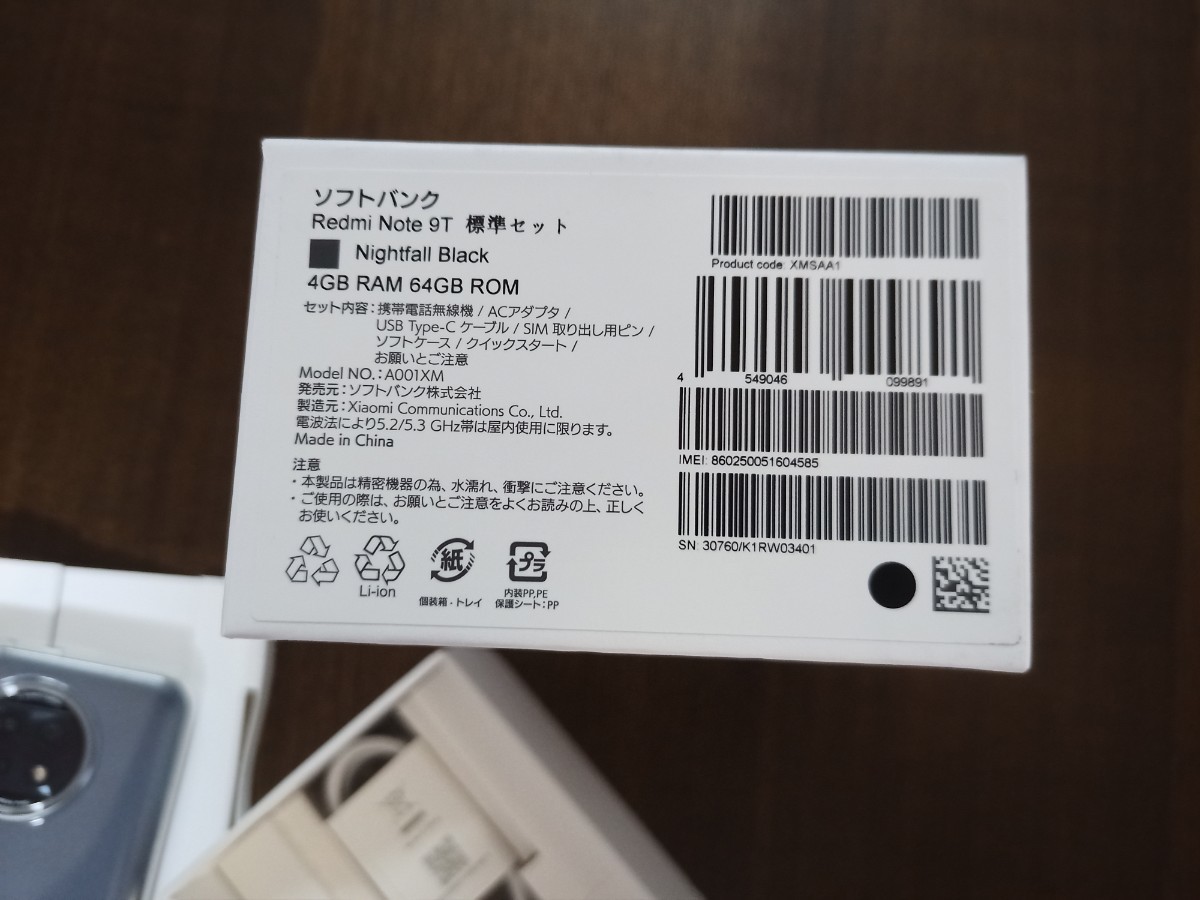 ソフトバンク
Redmi Note 9T 標準セット
Nightfall Black
4GB RAM 64GB ROM
セット内容：携帯電話無線機 / ACアダプタ /
USB Type-C ケーブル / SIM 取り出し用ピン /
ソフトケース / クイックスタート /
お願いとご注意
Model NO.：A001XM
発売元：ソフトバンク株式会社
製造元：Xiaomi Communications Co., Ltd.
電波法により5.2/5.3 GHz帯は屋内使用に限ります。
Made in China
注意
・本製品は精密機器の為、水濡れ、衝撃にご注意ください。
・ご使用の際は、お願いとご注意をよくお読みの上、正しく
お使いください。
Li-ion
紙
個装箱・トレイ
プラ
内装PP,PE
保護シート：PP
Product code: XMSAA1
4 549046 099891
IMEI: 860250051604585
SN: 30760/K1RW03401